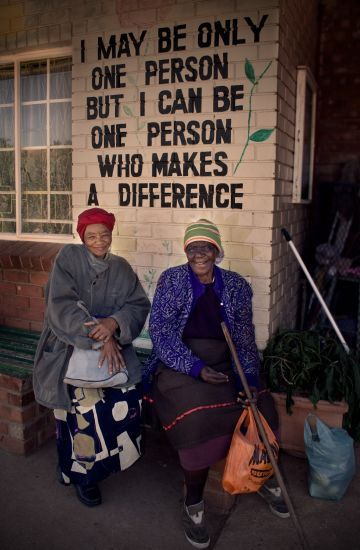 I MAY BE ONLY
ONE PERSON
BUT I CAN BE
ONE PERSON
WHO MAKES
A DIFFERENCE